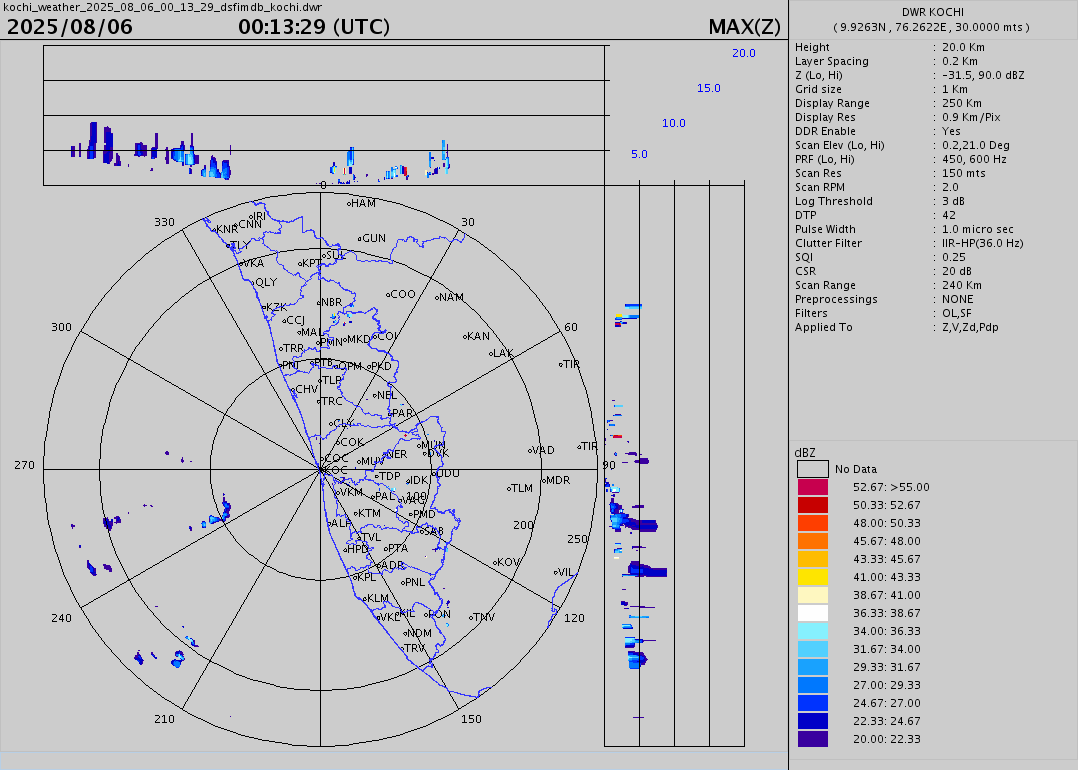 kochi_weather_2025_08_06_00_13_29_dsfimdb_kochi.dwr
2025/08/06 00:13:29 (UTC) MAX(Z)
20.0
15.0
10.0
5.0
0
DWR KOCHI
( 9.9263N , 76.2622E , 30.0000 mts )
Height : 20.0 Km
Layer Spacing : 0.2 Km
Z (Lo, Hi) : -31.5, 90.0 dBZ
Grid size : 1 Km
Display Range : 250 Km
Display Res : 0.9 Km/Pix
DDR Enable : Yes
Scan Elev (Lo, Hi) : 0.2,21.0 Deg
PRF (Lo, Hi) : 450, 600 Hz
Scan Res : 150 mts
Scan RPM : 2.0
Log Threshold : 3 dB
DTP : 42
Pulse Width : 1.0 micro sec
Clutter Filter : IIR-HP(36.0 Hz)
SQI : 0.25
CSR : 20 dB
Scan Range : 240 Km
Preprocessings : NONE
Filters : OL,SF
Applied To : Z,V,Zd,Pdp
HAM
IRI
330 CNN 30
KNR
GUN
TLY
SUL
VKA KPT
QLY
COO NAM
KZK NBR
CCJ
300 MAL 60
KAN
PMN MKD COI
TRR LAK
PNI PTB OPM PKD TIR
TLP
CHV NEL
TRC
PAR
CLY
COK
MUN TIR
VAD
NER DVK
COC MUV
270 KOC 90
TDP IDK UDU
MDR
VKM TLM
PAL 100
VAG
KTM PMD
ALP 200
SAB
TVL 250
HPD PTA
KOV
ADR VIL
KPL
PNL
KLM
240 VKL KIL PON TNV 120
NDM
TRV
210 150
dBZ
No Data
52.67: >55.00
50.33: 52.67
48.00: 50.33
45.67: 48.00
43.33: 45.67
41.00: 43.33
38.67: 41.00
36.33: 38.67
34.00: 36.33
31.67: 34.00
29.33: 31.67
27.00: 29.33
24.67: 27.00
22.33: 24.67
20.00: 22.33